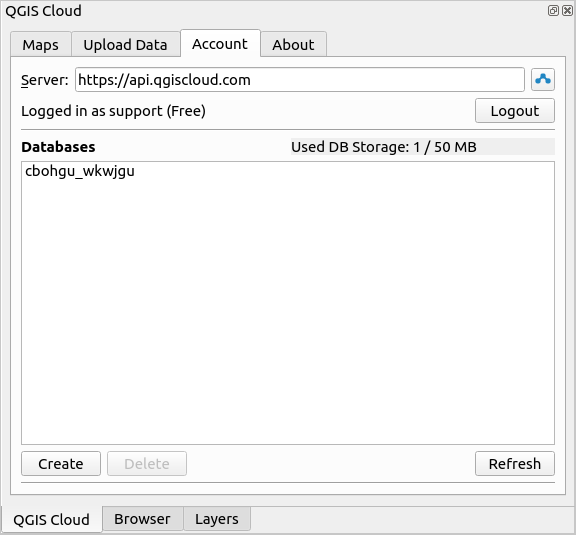 QGIS Cloud
Maps Upload Data Account About
Server: https://api.qgiscloud.com
Logged in as support (Free) Logout
Databases Used DB Storage: 1 / 50 MB
cbohgu_wkwjgu
Create Delete Refresh
QGIS Cloud Browser Layers